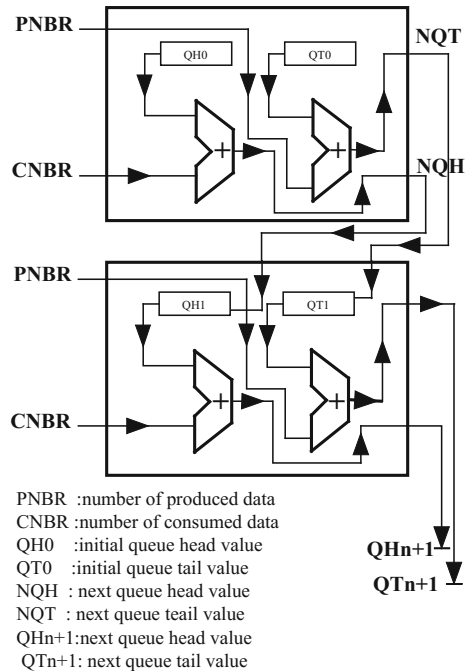 PNBR
NQT
QH0
QT0
+
+
CNBR
NQH
PNBR
QH1
QT1
+
+
CNBR
PNBR :number of produced data
CNBR :number of consumed data
QH0 :initial queue head value
QT0 :initial queue tail value
NQH : next queue head value
NQT : next queue teail value
QHn+1:next queue head value
QTn+1: next queue tail value
QHn+1
QTn+1